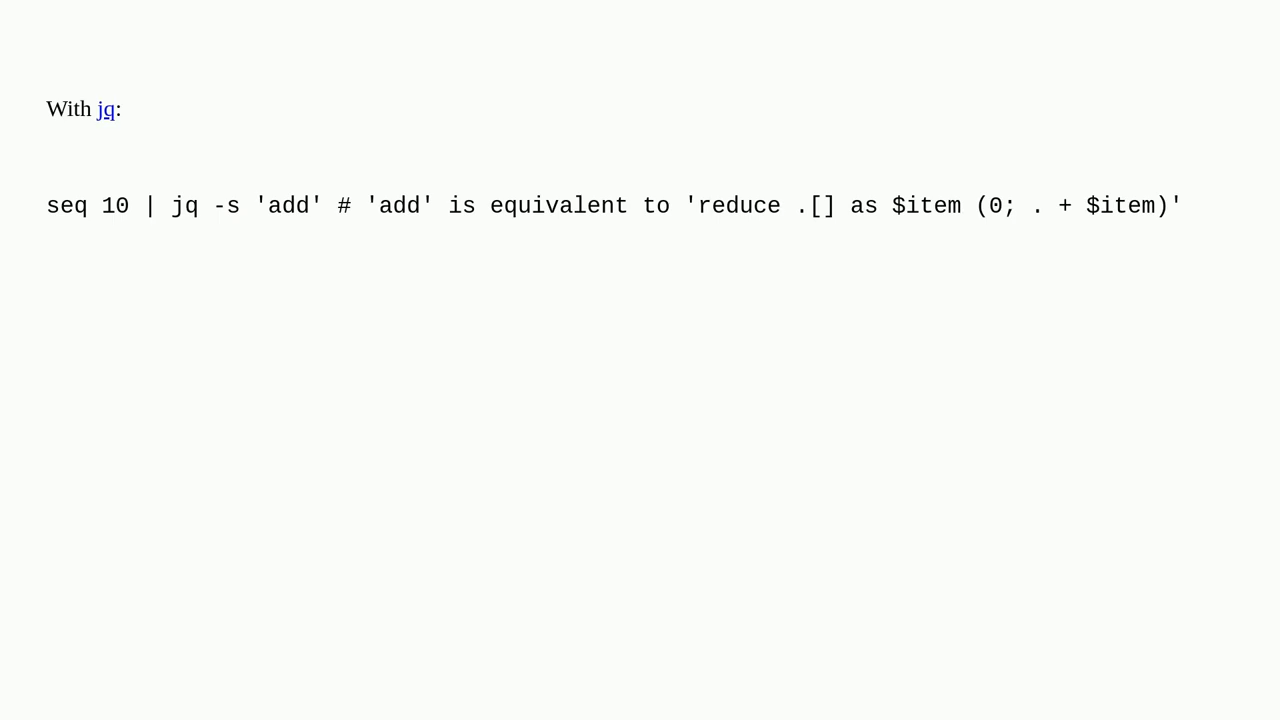 With jq:
seq 10 | jq -s 'add' # 'add' is equivalent to 'reduce .[] as $item (0; . + $item)'